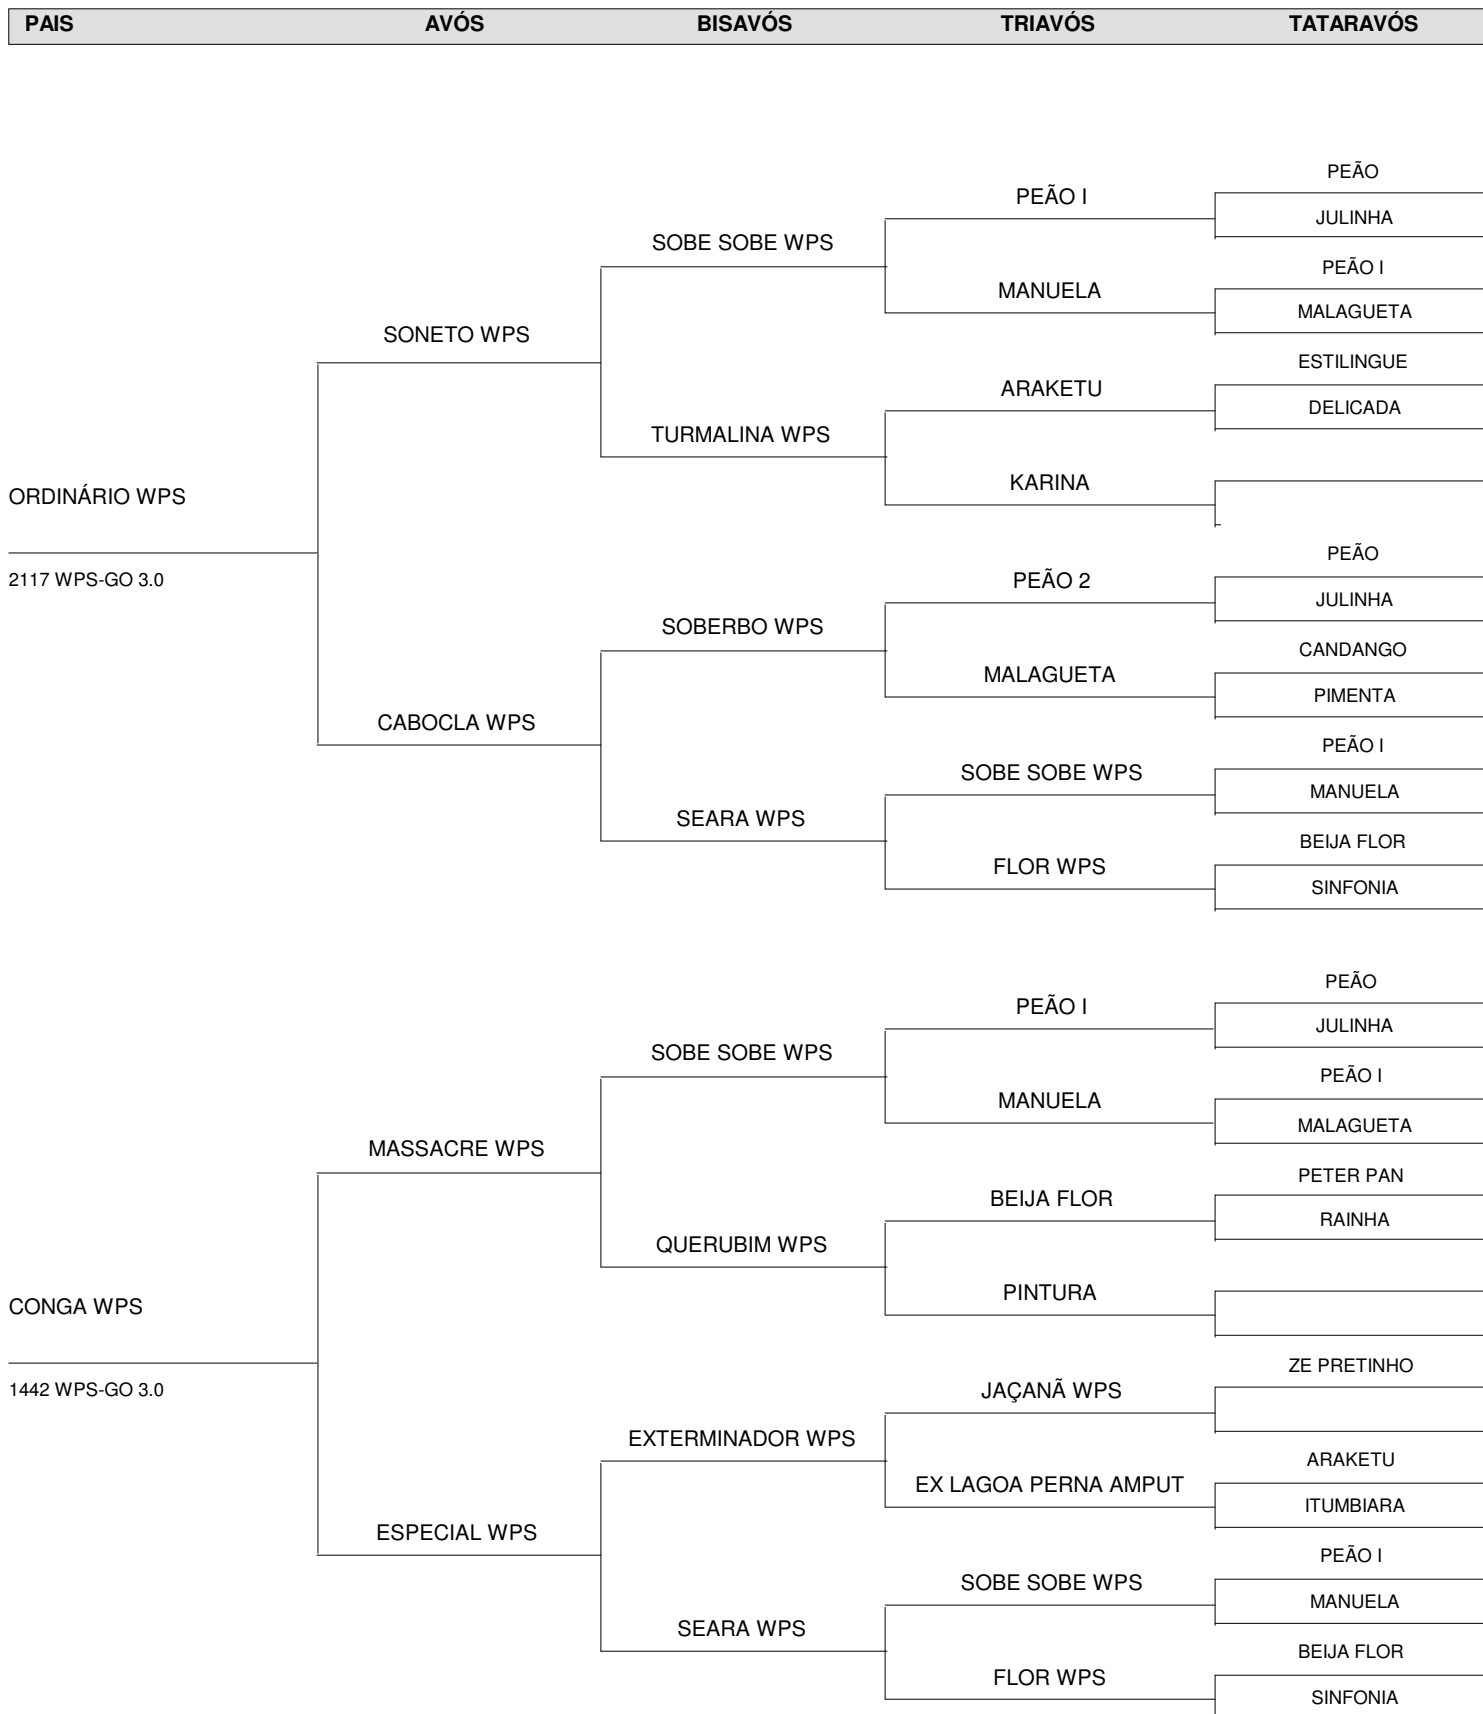 PAIS AVÓS BISAVÓS TRIAVÓS TATARAVÓS
PEÃO
PEÃO I
JULINHA
SOBE SOBE WPS
PEÃO I
MANUELA
MALAGUETA
SONETO WPS
ESTILINGUE
ARAKETU
DELICADA
TURMALINA WPS
KARINA
ORDINÁRIO WPS
PEÃO
2117 WPS-GO 3.0
PEÃO 2
JULINHA
SOBERBO WPS
CANDANGO
MALAGUETA
PIMENTA
CABOCLA WPS
PEÃO I
SOBE SOBE WPS
MANUELA
SEARA WPS
BEIJA FLOR
FLOR WPS
SINFONIA
PEÃO
PEÃO I
JULINHA
SOBE SOBE WPS
PEÃO I
MANUELA
MALAGUETA
MASSACRE WPS
PETER PAN
BEIJA FLOR
RAINHA
QUERUBIM WPS
PINTURA
CONGA WPS
ZE PRETINHO
1442 WPS-GO 3.0
JAÇANÃ WPS
EXTERMINADOR WPS
ARAKETU
EX LAGOA PERNA AMPUT
ITUMBIARA
ESPECIAL WPS
PEÃO I
SOBE SOBE WPS
MANUELA
SEARA WPS
BEIJA FLOR
FLOR WPS
SINFONIA